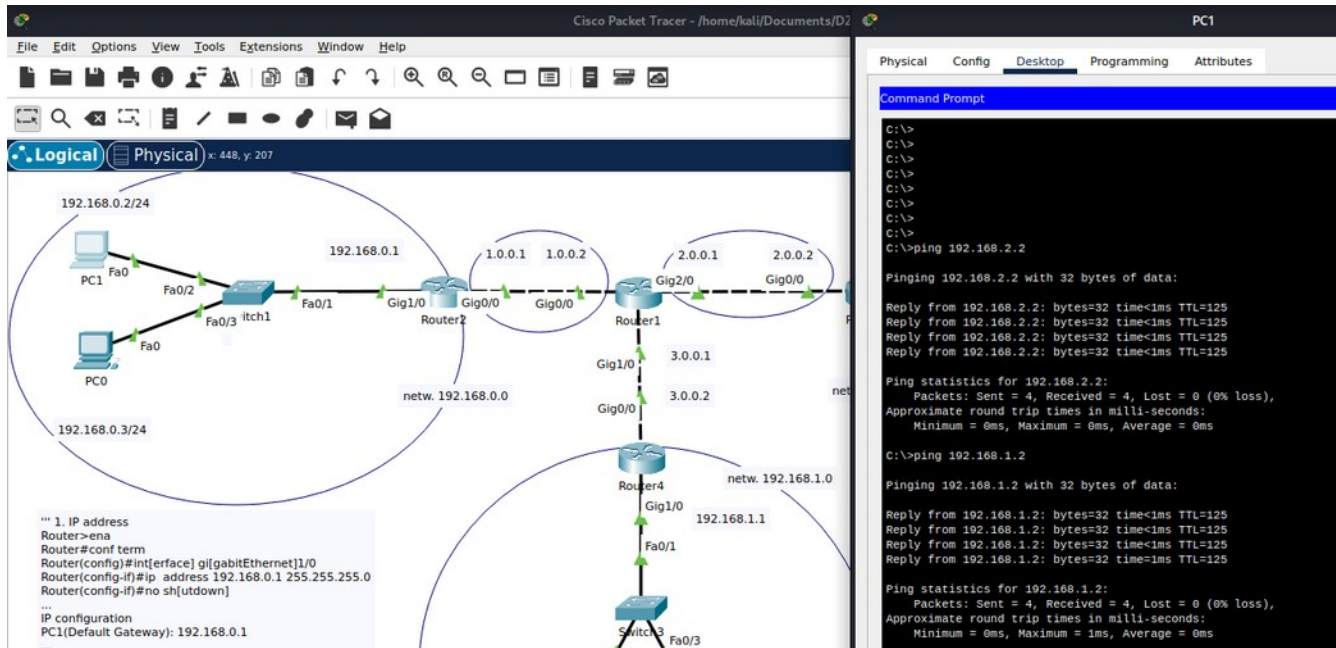 Cisco Packet Tracer - /home/kali/Documents/D2
File Edit Options View Tools Extensions Window Help
Logical Physical x: 448, y: 207
192.168.0.2/24
192.168.0.1
1.0.0.1 1.0.0.2
2.0.0.1 2.0.0.2
PC1 Fa0
Fa0/2
Fa0/3 itch1
Fa0/1
Gig1/0 Gig0/0
Router2
Gig0/0
Gig2/0
Router1
Gig0/0
Fa0
PC0
Gig1/0
3.0.0.1
netw. 192.168.0.0
3.0.0.2
Gig0/0
net
192.168.0.3/24
Router4
netw. 192.168.1.0
Gig1/0
192.168.1.1
Fa0/1
Switch3
Fa0/3
''' 1. IP address
Router>ena
Router#conf term
Router(config)#int[erface] gi[gabitEthernet]1/0
Router(config-if)#ip address 192.168.0.1 255.255.255.0
Router(config-if)#no sh[utdown]
...
IP configuration
PC1(Default Gateway): 192.168.0.1
PC1
Physical Config Desktop Programming Attributes
Command Prompt
C:\>
C:\>
C:\>
C:\>
C:\>
C:\>
C:\>
C:\>
C:\>ping 192.168.2.2
Pinging 192.168.2.2 with 32 bytes of data:
Reply from 192.168.2.2: bytes=32 time<1ms TTL=125
Reply from 192.168.2.2: bytes=32 time<1ms TTL=125
Reply from 192.168.2.2: bytes=32 time<1ms TTL=125
Reply from 192.168.2.2: bytes=32 time<1ms TTL=125
Ping statistics for 192.168.2.2:
Packets: Sent = 4, Received = 4, Lost = 0 (0% loss),
Approximate round trip times in milli-seconds:
Minimum = 0ms, Maximum = 0ms, Average = 0ms
C:\>ping 192.168.1.2
Pinging 192.168.1.2 with 32 bytes of data:
Reply from 192.168.1.2: bytes=32 time<1ms TTL=125
Reply from 192.168.1.2: bytes=32 time<1ms TTL=125
Reply from 192.168.1.2: bytes=32 time<1ms TTL=125
Reply from 192.168.1.2: bytes=32 time<1ms TTL=125
Ping statistics for 192.168.1.2:
Packets: Sent = 4, Received = 4, Lost = 0 (0% loss),
Approximate round trip times in milli-seconds:
Minimum = 0ms, Maximum = 1ms, Average = 0ms